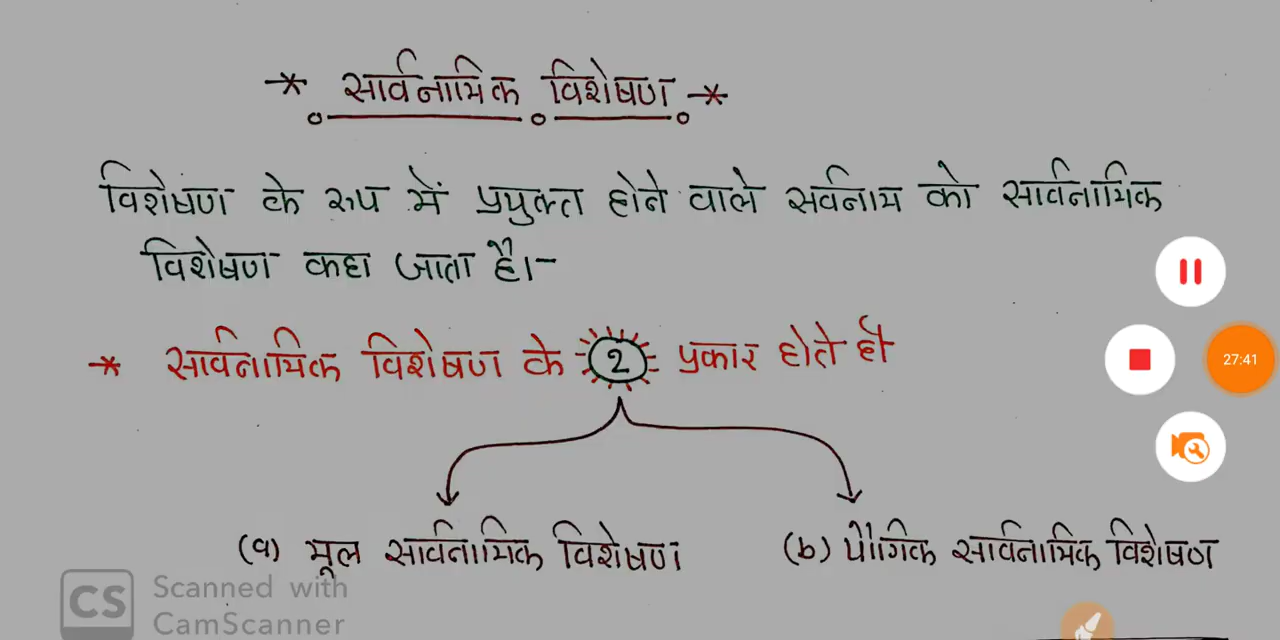 * सार्वनामिक विशेषण *
विशेषण के रूप में प्रयुक्त होने वाले सर्वनाम को सार्वनामिक
विशेषण कहा जाता है।-
* सार्वनामिक विशेषण के 2 प्रकार होते हैं
(a) मूल सार्वनामिक विशेषण (b) यौगिक सार्वनामिक विशेषण
27:41
CS Scanned with
CamScanner